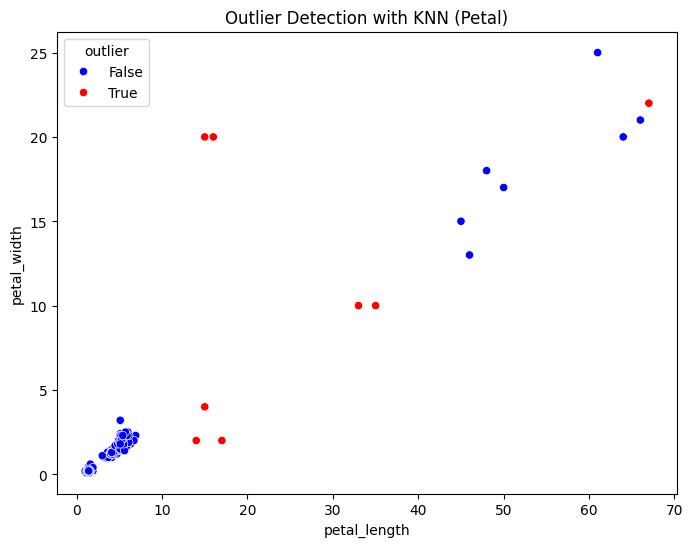 Outlier Detection with KNN (Petal)
outlier
False
True
25
20
15
10
5
0
petal_width
0 10 20 30 40 50 60 70
petal_length